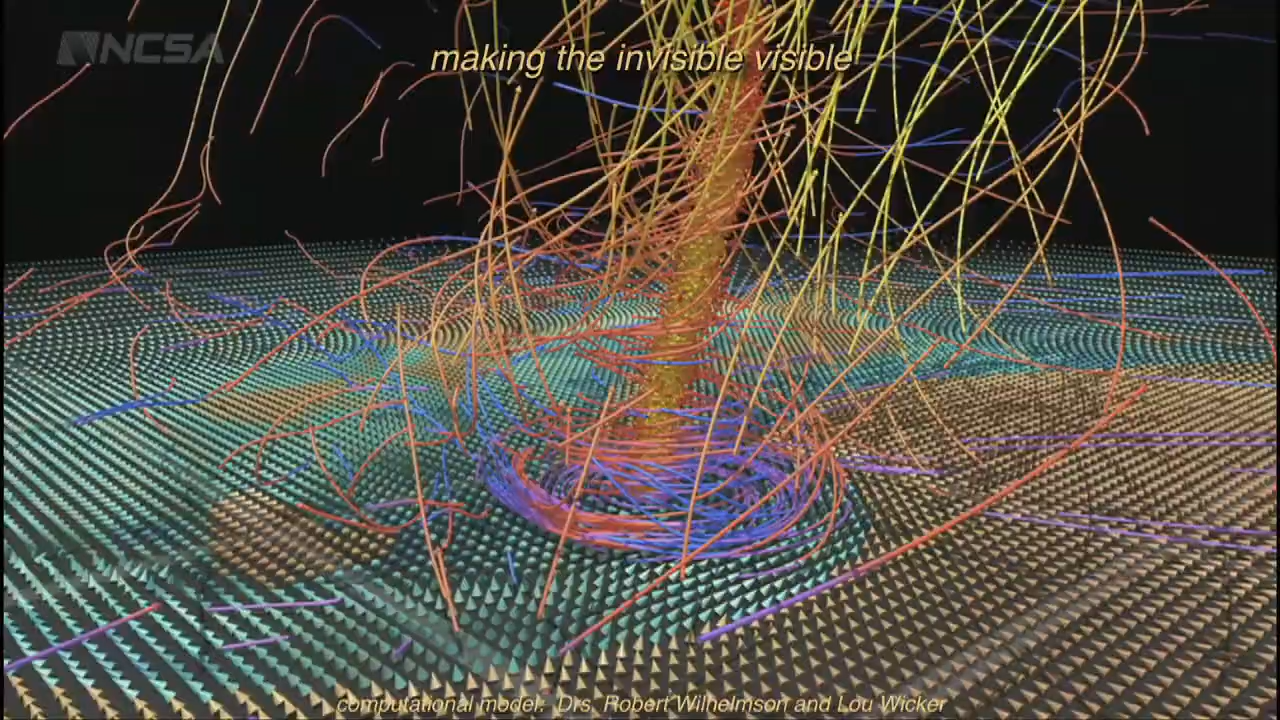 NCSA
making the invisible visible
computational model: Drs. Robert Wilhelmson and Lou Wicker